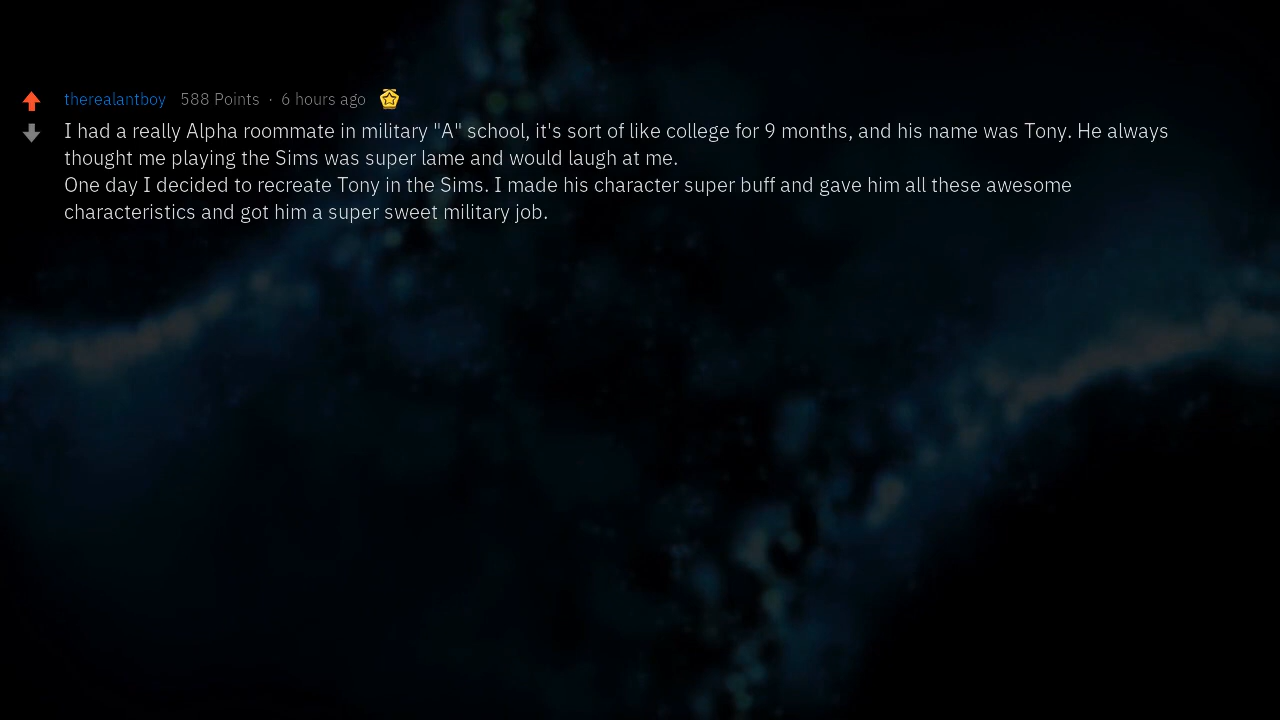 therealantboy 588 Points · 6 hours ago
I had a really Alpha roommate in military "A" school, it's sort of like college for 9 months, and his name was Tony. He always
thought me playing the Sims was super lame and would laugh at me.
One day I decided to recreate Tony in the Sims. I made his character super buff and gave him all these awesome
characteristics and got him a super sweet military job.